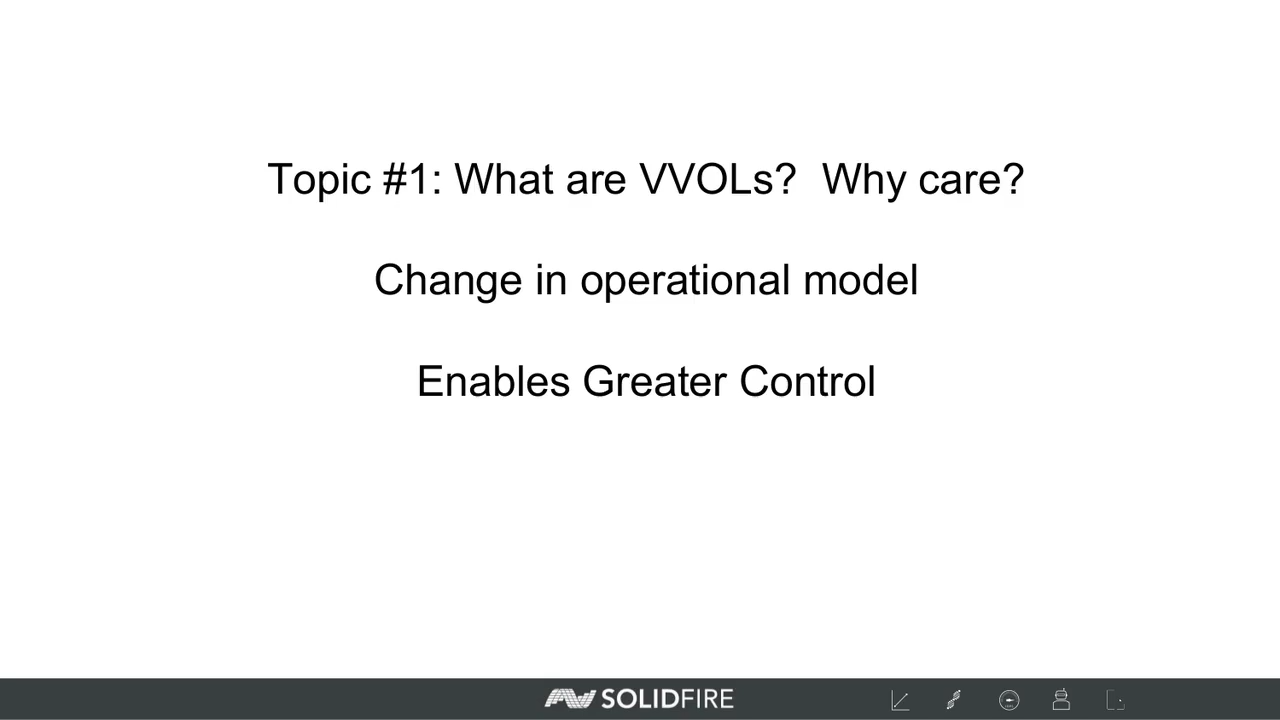 Topic #1: What are VVOLs?  Why care?
Change in operational model
Enables Greater Control
SOLIDFIRE